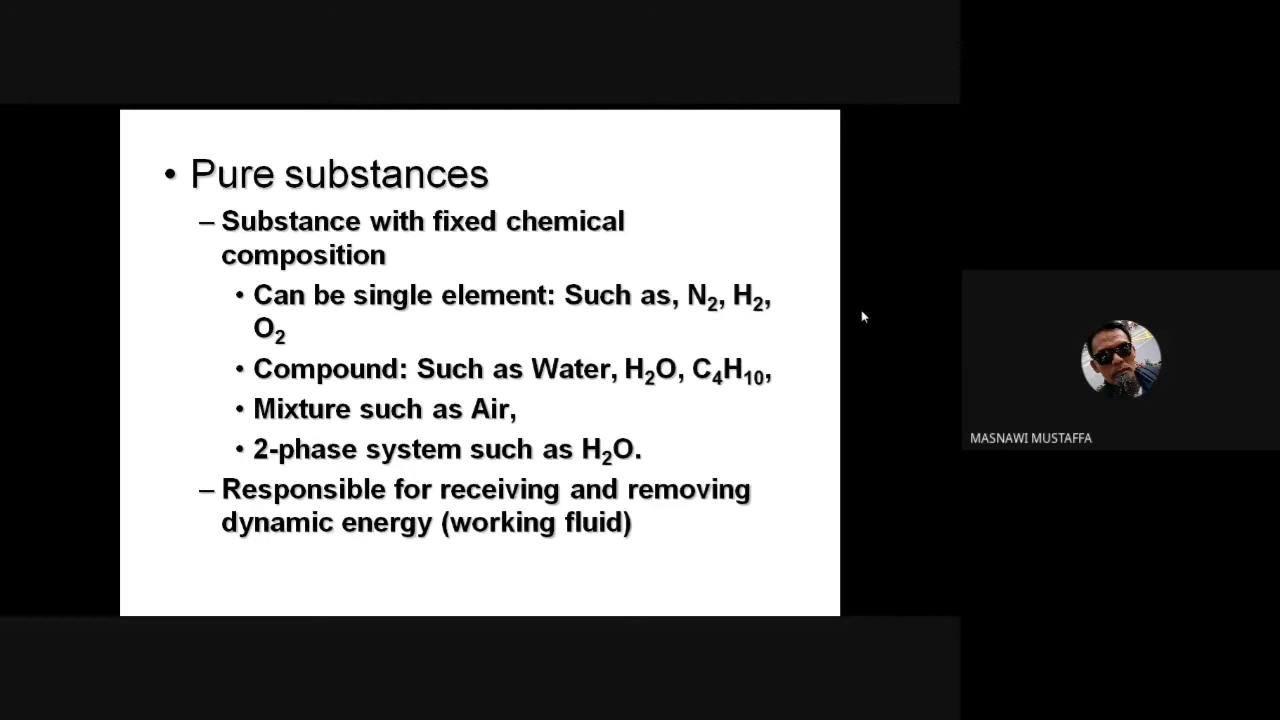 • Pure substances
– Substance with fixed chemical
composition
• Can be single element: Such as, N₂, H₂,
O₂
• Compound: Such as Water, H₂O, C₄H₁₀,
• Mixture such as Air,
• 2-phase system such as H₂O.
– Responsible for receiving and removing
dynamic energy (working fluid)
MASNAWI MUSTAFFA